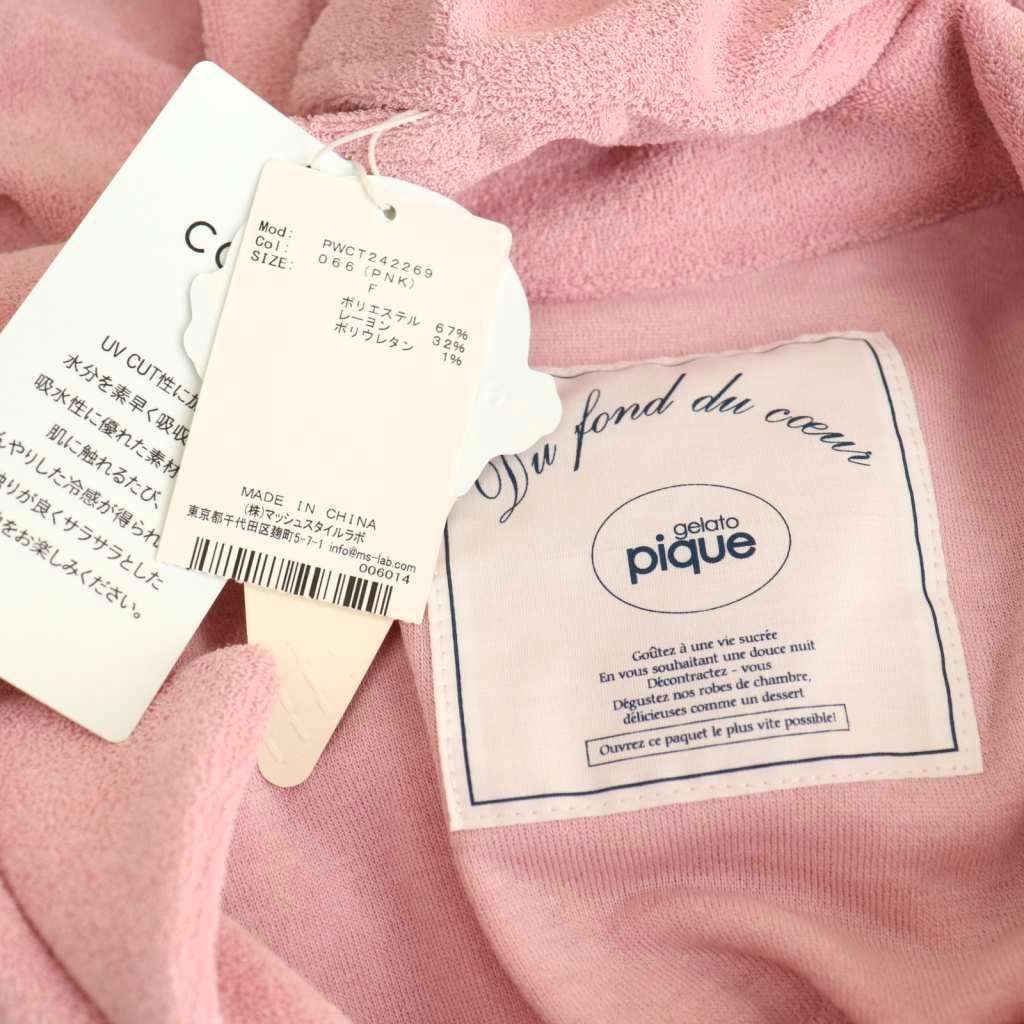 UV CUT性に
水分を素早く吸収
吸水性に優れた素材
肌に触れるたび、
んやりした冷感が得られ
触りが良くサラサラとした
をお楽しみください。
Mod: PWCT242269
Col: 066 (PNK)
SIZE: F
ポリエステル 67%
レーヨン 32%
ポリウレタン 1%
MADE IN CHINA
(株)マッシュスタイルラボ
東京都千代田区麹町5-7-1 info@ms-lab.com
006014
Du fond du cœur
gelato
pique
Goûtez à une vie sucrée
En vous souhaitant une douce nuit
Décontractez - vous
Dégustez nos robes de chambre,
délicieuses comme un dessert
Ouvrez ce paquet le plus vite possible!